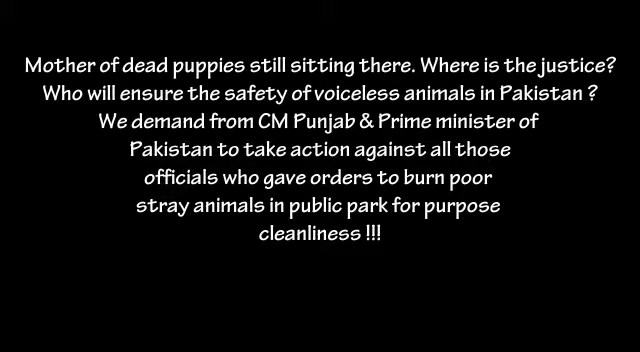 Mother of dead puppies still sitting there. Where is the justice?
Who will ensure the safety of voiceless animals in Pakistan ?
We demand from CM Punjab & Prime minister of
Pakistan to take action against all those
officials who gave orders to burn poor
stray animals in public park for purpose
cleanliness !!!